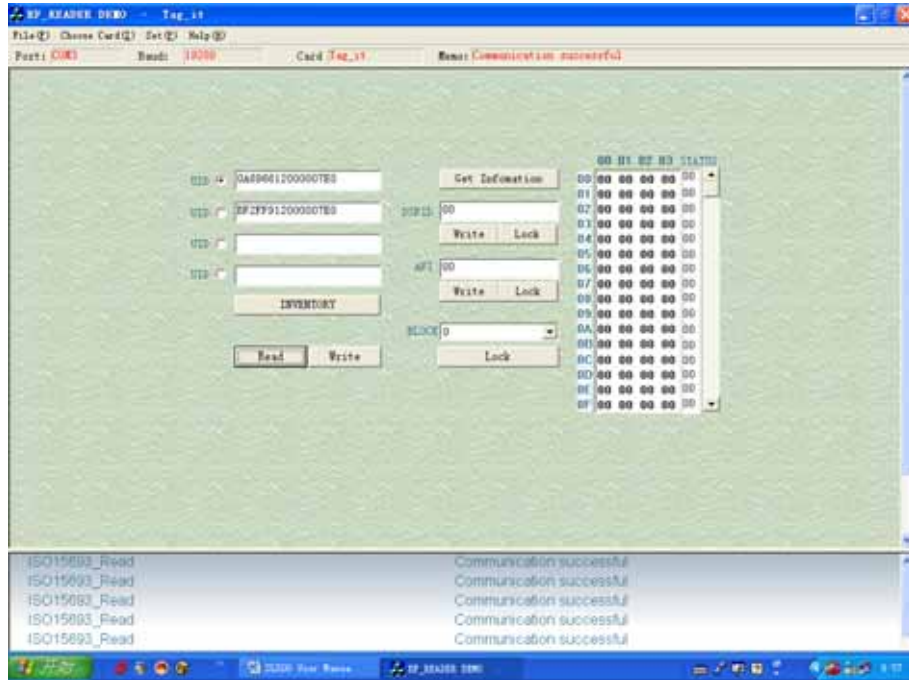 RF_READER DEMO - Tag_it
File(F) Choose Card(C) Set(S) Help(H)
Port: COM3 Baud: 19200 Card Tag_it Memo: Communication successful
00 01 02 03 STATUS
UID
UID
UID
UID
INVENTORY
Read Write
Get Infomation
DSFID 00
Write Lock
AFI 00
Write Lock
BLOCK 0
Lock
00 00 00 00 00 00
01 00 00 00 00 00
02 00 00 00 00 00
03 00 00 00 00 00
04 00 00 00 00 00
05 00 00 00 00 00
06 00 00 00 00 00
07 00 00 00 00 00
08 00 00 00 00 00
09 00 00 00 00 00
0A 00 00 00 00 00
0B 00 00 00 00 00
0C 00 00 00 00 00
0D 00 00 00 00 00
0E 00 00 00 00 00
0F 00 00 00 00 00
ISO15693_Read Communication successful
ISO15693_Read Communication successful
ISO15693_Read Communication successful
ISO15693_Read Communication successful
ISO15693_Read Communication successful
开始 User RF_READER DEMO